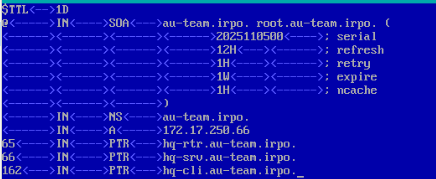 $TTL<-->1D
@<----->IN<---->SOA<--->au-team.irpo. root.au-team.irpo. (
<------><------><------><------>2025110500<---->; serial
<------><------><------><------>12H<--->; refresh
<------><------><------><------>1H<---->; retry
<------><------><------><------>1W<---->; expire
<------><------><------><------>1H<---->; ncache
<------><------><------>)
<------>IN<---->NS<---->au-team.irpo.
<------>IN<---->A<----->172.17.250.66
65<---->IN<---->PTR<--->hq-rtr.au-team.irpo.
66<---->IN<---->PTR<--->hq-srv.au-team.irpo.
162<--->IN<---->PTR<--->hq-cli.au-team.irpo._